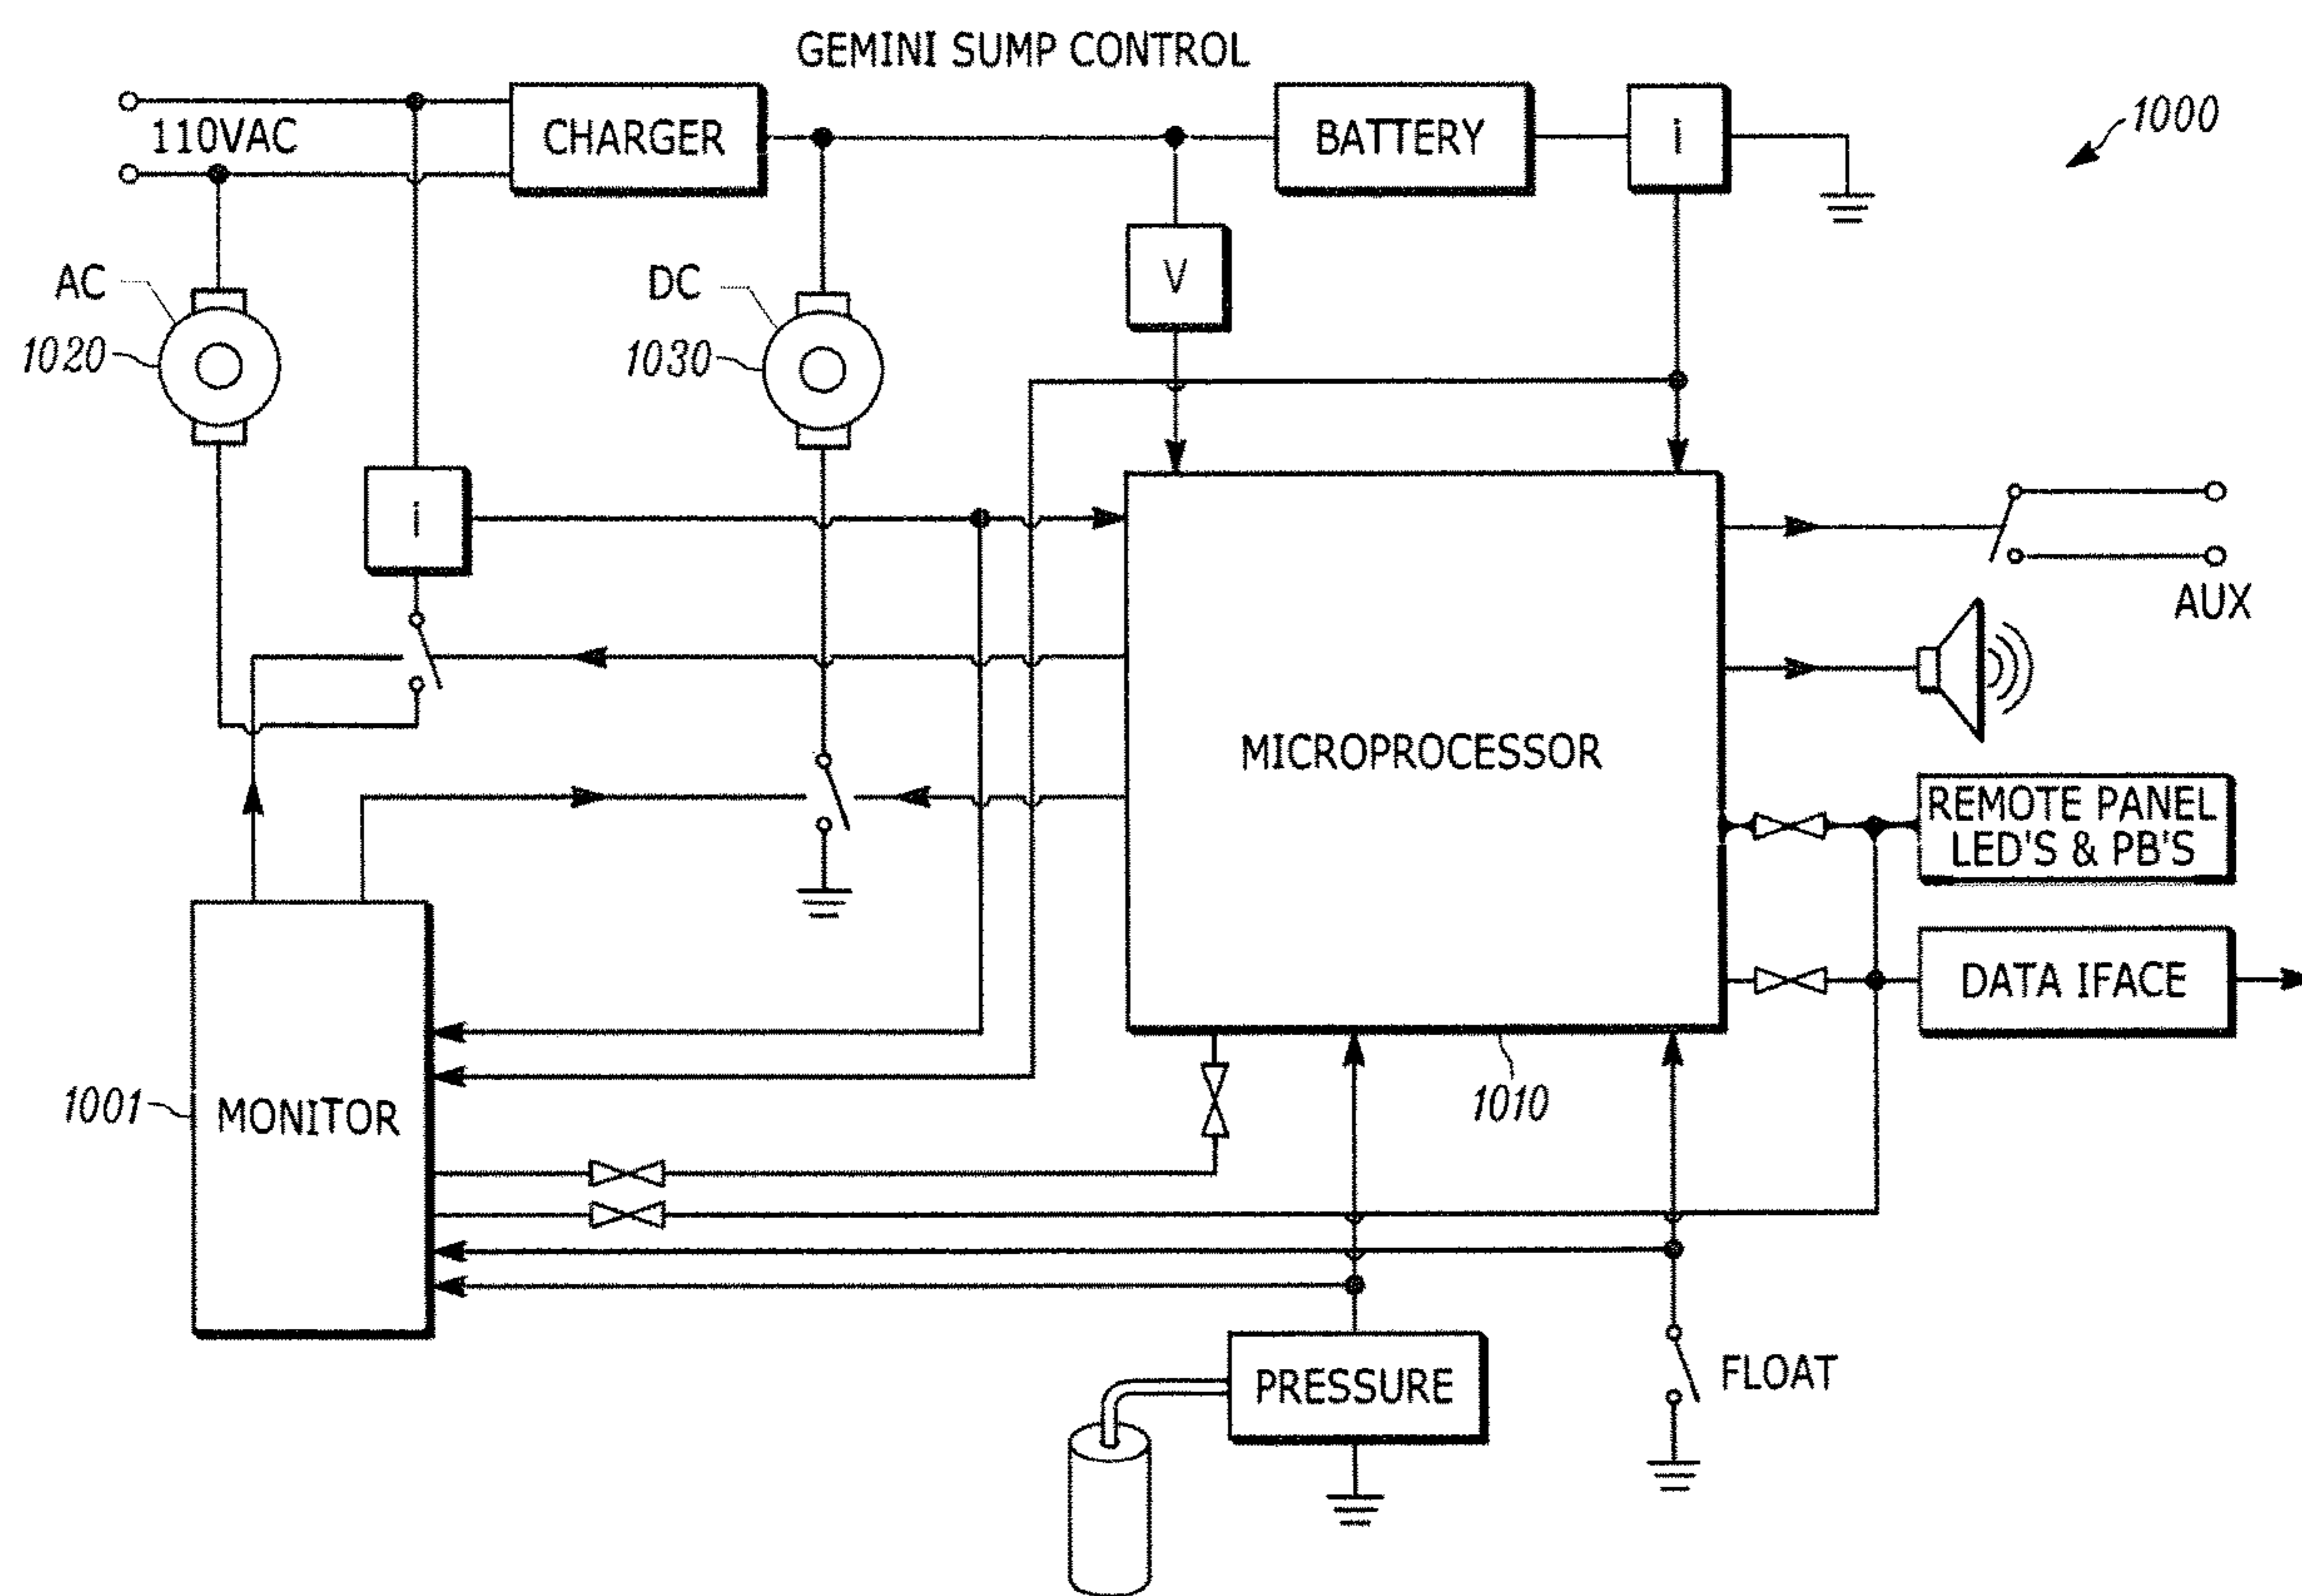 GEMINI SUMP CONTROL
110VAC
CHARGER
BATTERY
i
1000
AC
1020
DC
1030
V
i
AUX
MICROPROCESSOR
REMOTE PANEL
LED'S & PB'S
DATA IFACE
1001
MONITOR
1010
PRESSURE
FLOAT